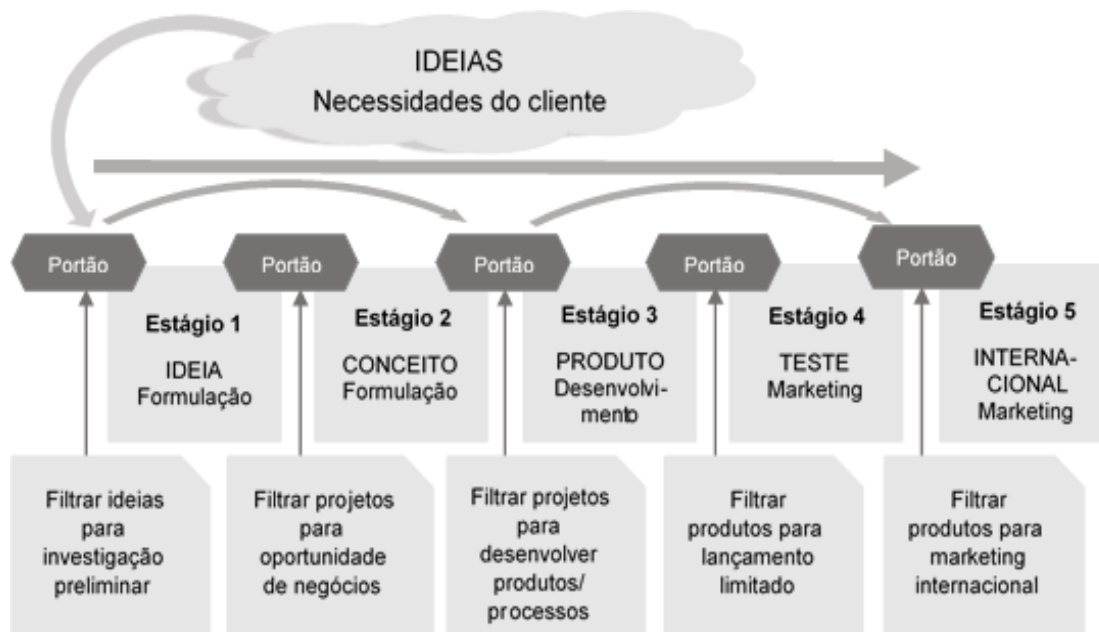 IDEIAS
Necessidades do cliente
Portão
Portão
Portão
Portão
Portão
Estágio 1
IDEIA
Formulação
Estágio 2
CONCEITO
Formulação
Estágio 3
PRODUTO
Desenvolvi-
mento
Estágio 4
TESTE
Marketing
Estágio 5
INTERNA-
CIONAL
Marketing
Filtrar ideias
para
investigação
preliminar
Filtrar projetos
para
oportunidade
de negócios
Filtrar projetos
para
desenvolver
produtos/
processos
Filtrar
produtos para
lançamento
limitado
Filtrar
produtos para
marketing
internacional